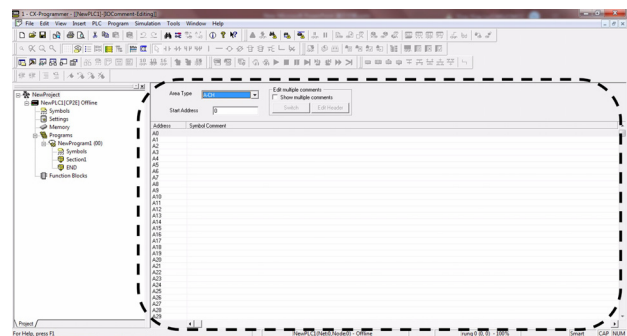 1 - CX-Programmer - [[NewPLC1]-[IOComment-Editing]]
File Edit View Insert PLC Program Simulation Tools Window Help
NewProject
NewPLC1[CP2E] Offline
Symbols
Settings
Memory
Programs
NewProgram1 (00)
Symbols
Section1
END
Function Blocks
Project
Area Type
A-CH
Edit multiple comments
Show multiple comments
Start Address
0
Switch
Edit Header
Address Symbol Comment
A0
A1
A2
A3
A4
A5
A6
A7
A8
A9
A10
A11
A12
A13
A14
A15
A16
A17
A18
A19
A20
A21
A22
A23
A24
A25
A26
A27
A28
A29
For Help, press F1
NewPLC1(Net:0,Node:0) - Offline
rung 0 (0, 0) - 100%
Smart
CAP NUM